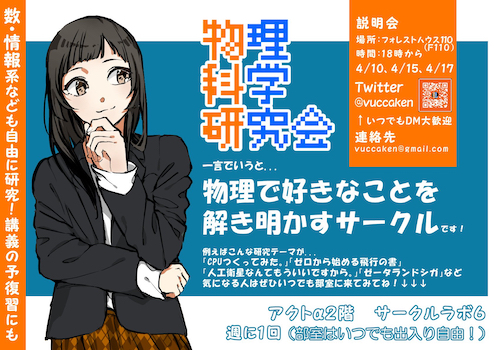 数・情報系なども自由に研究！講義の予復習にも
物理
科学
研究会
説明会
場所：フォレストハウス110
(F110)
時間：18時から
4/10、4/15、4/17
Twitter
@vuccaken
↑いつでもDM大歓迎
連絡先
vuccaken@gmail.com
一言でいうと...
物理で好きなことを
解き明かすサークルです！
例えばこんな研究テーマが...
「CPUつくってみた。」「ゼロから始める飛行の書」
「人工衛星なんてもういいですから。」「ゼータランドシガ」など
気になる人はぜひいつでも部室に来てみてね！↓↓↓
アクトα2階 サークルラボ6
週に1回（部室はいつでも出入り自由！）